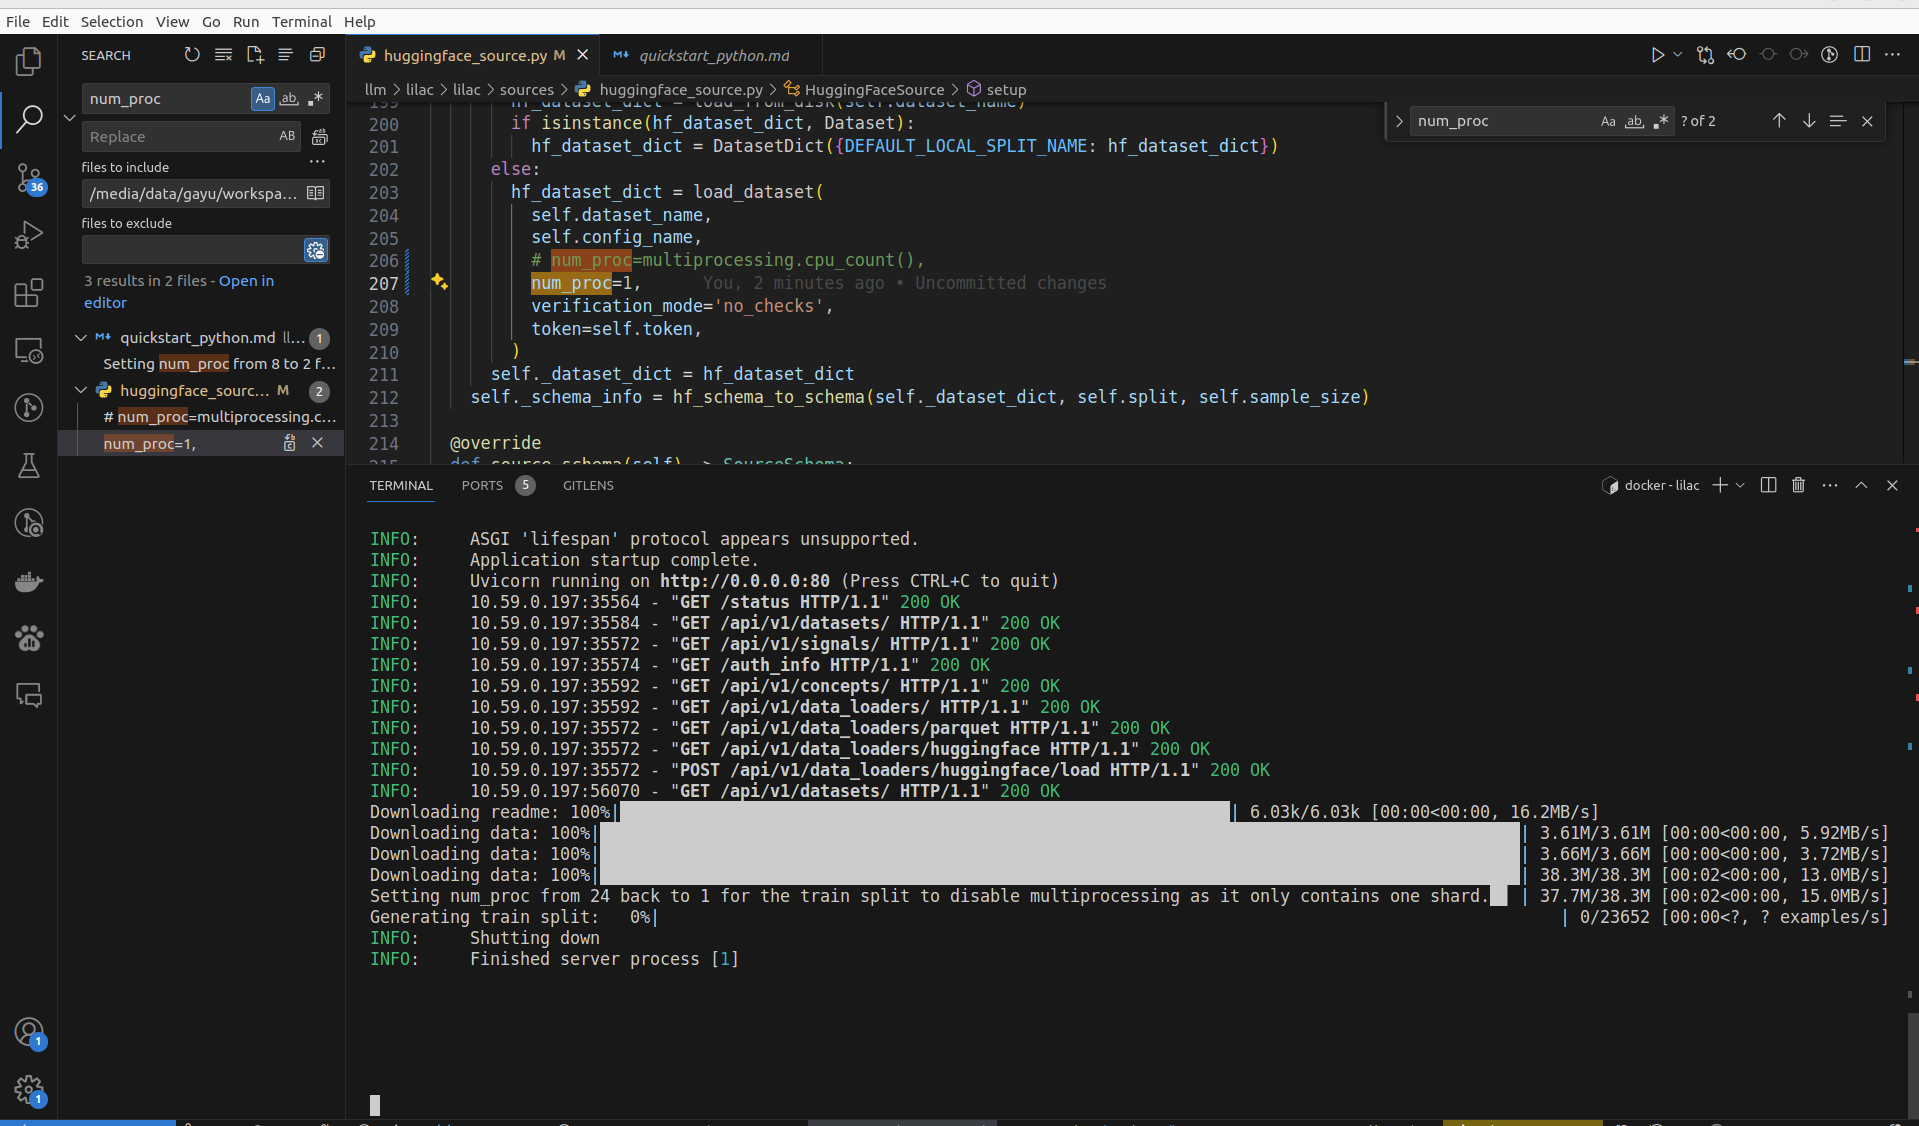 File Edit Selection View Go Run Terminal Help
SEARCH
num_proc
Aa ab .*
Replace
AB
files to include
/media/data/gayu/workspa...
files to exclude
3 results in 2 files - Open in
editor
quickstart_python.md ll... 1
Setting num_proc from 8 to 2 f...
huggingface_sourc... M 2
# num_proc=multiprocessing.c...
num_proc=1,
36
1
1
huggingface_source.py M
quickstart_python.md
llm > lilac > lilac > sources > huggingface_source.py > HuggingFaceSource > setup
num_proc Aa ab .* ? of 2
199 hf_dataset_dict = load_from_disk(self.dataset_name)
200 if isinstance(hf_dataset_dict, Dataset):
201 hf_dataset_dict = DatasetDict({DEFAULT_LOCAL_SPLIT_NAME: hf_dataset_dict})
202 else:
203 hf_dataset_dict = load_dataset(
204 self.dataset_name,
205 self.config_name,
206 # num_proc=multiprocessing.cpu_count(),
207 num_proc=1, You, 2 minutes ago • Uncommitted changes
208 verification_mode='no_checks',
209 token=self.token,
210 )
211 self._dataset_dict = hf_dataset_dict
212 self._schema_info = hf_schema_to_schema(self._dataset_dict, self.split, self.sample_size)
213
214 @override
215 def source_schema(self) -> SourceSchema:
TERMINAL PORTS 5 GITLENS
docker - lilac
INFO: ASGI 'lifespan' protocol appears unsupported.
INFO: Application startup complete.
INFO: Uvicorn running on http://0.0.0.0:80 (Press CTRL+C to quit)
INFO: 10.59.0.197:35564 - "GET /status HTTP/1.1" 200 OK
INFO: 10.59.0.197:35584 - "GET /api/v1/datasets/ HTTP/1.1" 200 OK
INFO: 10.59.0.197:35572 - "GET /api/v1/signals/ HTTP/1.1" 200 OK
INFO: 10.59.0.197:35574 - "GET /auth_info HTTP/1.1" 200 OK
INFO: 10.59.0.197:35592 - "GET /api/v1/concepts/ HTTP/1.1" 200 OK
INFO: 10.59.0.197:35592 - "GET /api/v1/data_loaders/ HTTP/1.1" 200 OK
INFO: 10.59.0.197:35572 - "GET /api/v1/data_loaders/parquet HTTP/1.1" 200 OK
INFO: 10.59.0.197:35572 - "GET /api/v1/data_loaders/huggingface HTTP/1.1" 200 OK
INFO: 10.59.0.197:35572 - "POST /api/v1/data_loaders/huggingface/load HTTP/1.1" 200 OK
INFO: 10.59.0.197:56070 - "GET /api/v1/datasets/ HTTP/1.1" 200 OK
Downloading readme: 100%| | 6.03k/6.03k [00:00<00:00, 16.2MB/s]
Downloading data: 100%| | 3.61M/3.61M [00:00<00:00, 5.92MB/s]
Downloading data: 100%| | 3.66M/3.66M [00:00<00:00, 3.72MB/s]
Downloading data: 100%| | 38.3M/38.3M [00:02<00:00, 13.0MB/s]
Setting num_proc from 24 back to 1 for the train split to disable multiprocessing as it only contains one shard. | 37.7M/38.3M [00:02<00:00, 15.0MB/s]
Generating train split: 0%| | 0/23652 [00:00<?, ? examples/s]
INFO: Shutting down
INFO: Finished server process [1]